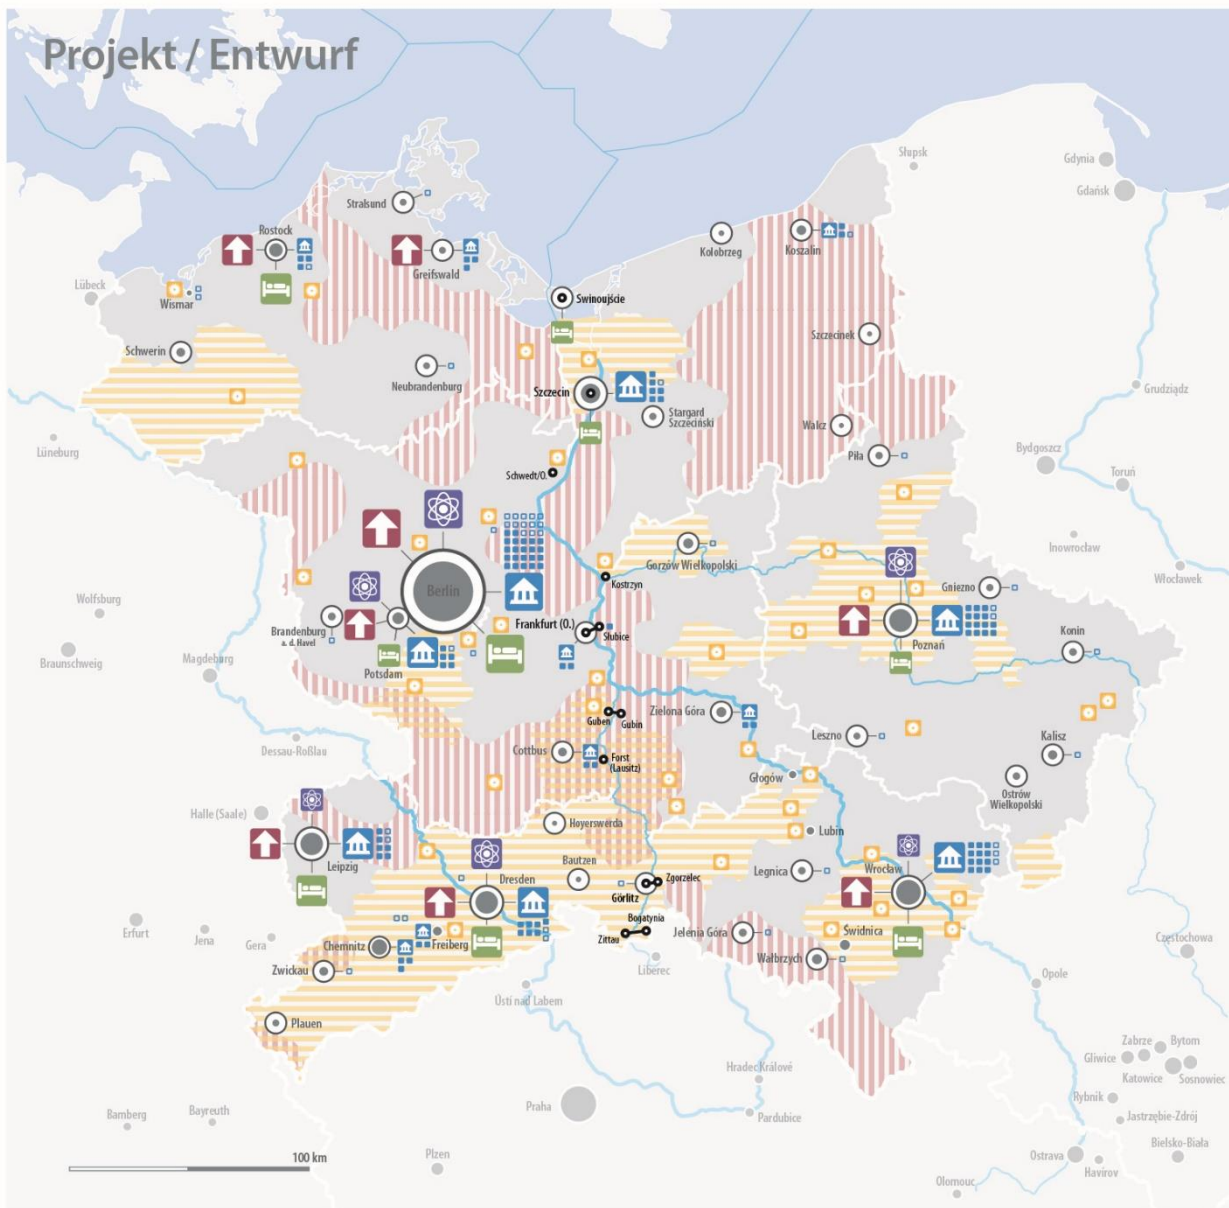 Projekt / Entwurf
Słupsk
Gdynia
Gdańsk
Stralsund
Rostock
Greifswald
Kołobrzeg
Koszalin
Lübeck
Wismar
Swinoujście
Schwerin
Szczecinek
Neubrandenburg
Szczecin
Stargard
Szczeciński
Grudziądz
Lüneburg
Wałcz
Piła
Bydgoszcz
Toruń
Schwedt/O.
Gorzów Wielkopolski
Inowrocław
Włocławek
Kostrzyn
Berlin
Gniezno
Wolfsburg
Brandenburg
a. d. Havel
Frankfurt (O.)
Słubice
Poznań
Konin
Braunschweig
Magdeburg
Potsdam
Guben
Gubin
Zielona Góra
Leszno
Kalisz
Dessau-Roßlau
Cottbus
Forst
(Lausitz)
Głogów
Ostrów
Wielkopolski
Halle (Saale)
Hoyerswerda
Lubin
Leipzig
Bautzen
Legnica
Wrocław
Dresden
Zgorzelec
Görlitz
Bogatynia
Erfurt
Jena
Gera
Chemnitz
Freiberg
Zittau
Jelenia Góra
Świdnica
Częstochowa
Zwickau
Liberec
Wałbrzych
Opole
Ústí nad Labem
Plauen
Zabrze
Bytom
Gliwice
Katowice
Sosnowiec
Hradec Králové
Rybnik
Bamberg
Bayreuth
Praha
Pardubice
Jastrzębie-Zdrój
Bielsko-Biała
100 km
Plzen
Ostrava
Havířov
Olomouc